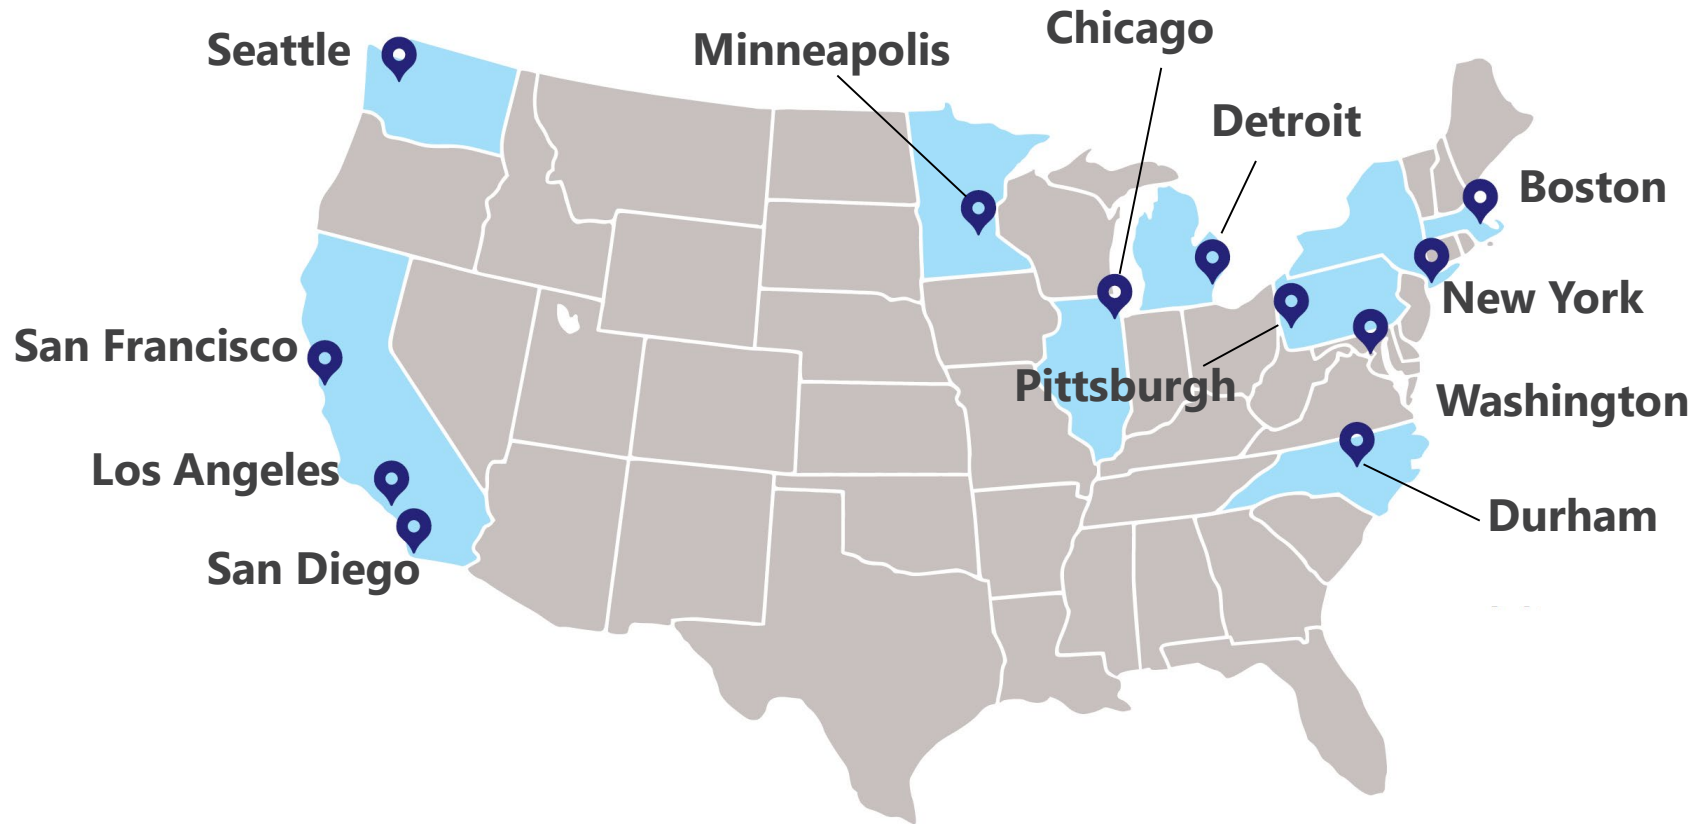 Chicago
Seattle
Minneapolis
Detroit
Boston
New York
San Francisco
Pittsburgh
Washington
Los Angeles
Durham
San Diego